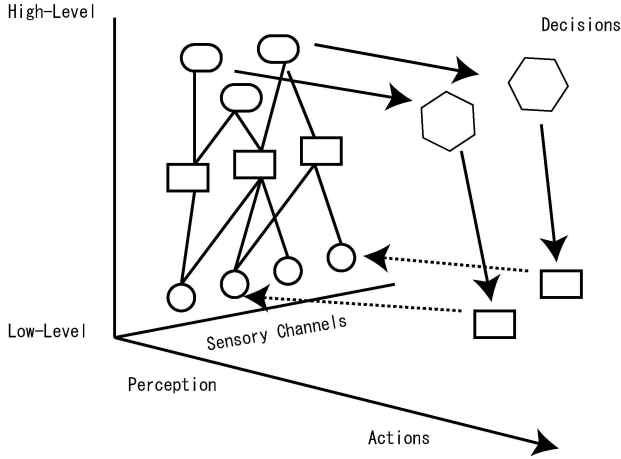 High-Level
Decisions
Low-Level
Sensory Channels
Perception
Actions